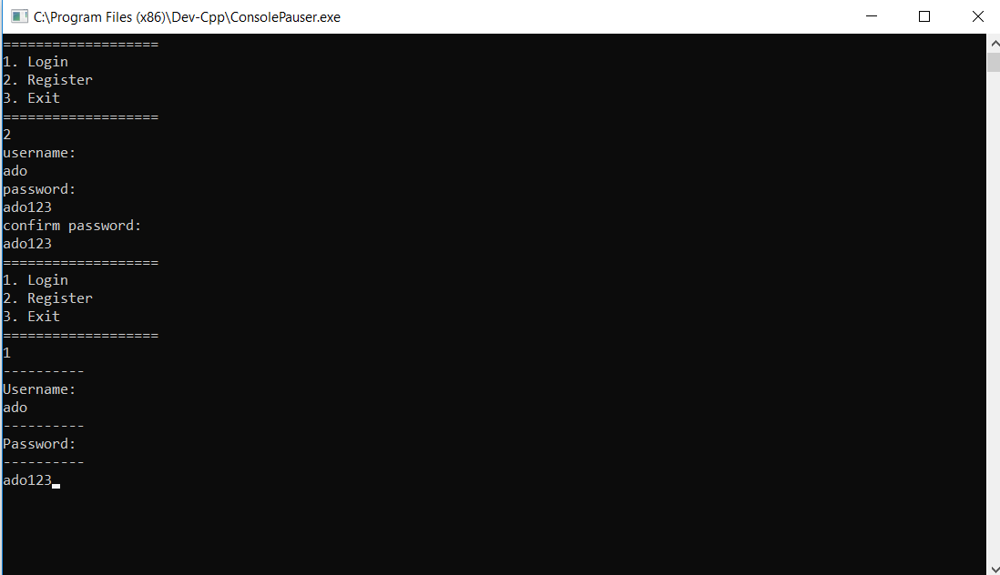 C:\Program Files (x86)\Dev-Cpp\ConsolePauser.exe
===================
1. Login
2. Register
3. Exit
===================
2
username:
ado
password:
ado123
confirm password:
ado123
===================
1. Login
2. Register
3. Exit
===================
1
----------
Username:
ado
----------
Password:
----------
ado123